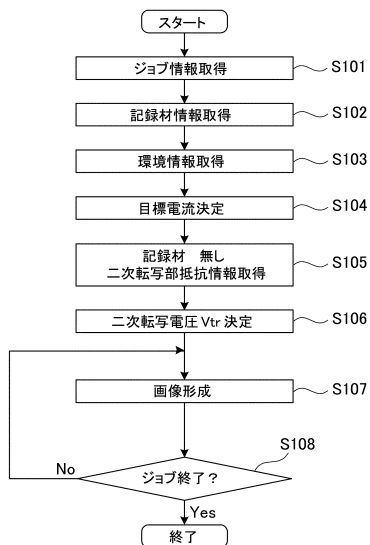 スタート
ジョブ情報取得
S101
記録材情報取得
S102
環境情報取得
S103
目標電流決定
S104
記録材 無し
二次転写部抵抗情報取得
S105
二次転写電圧 Vtr 決定
S106
画像形成
S107
S108
ジョブ終了?
No
Yes
終了